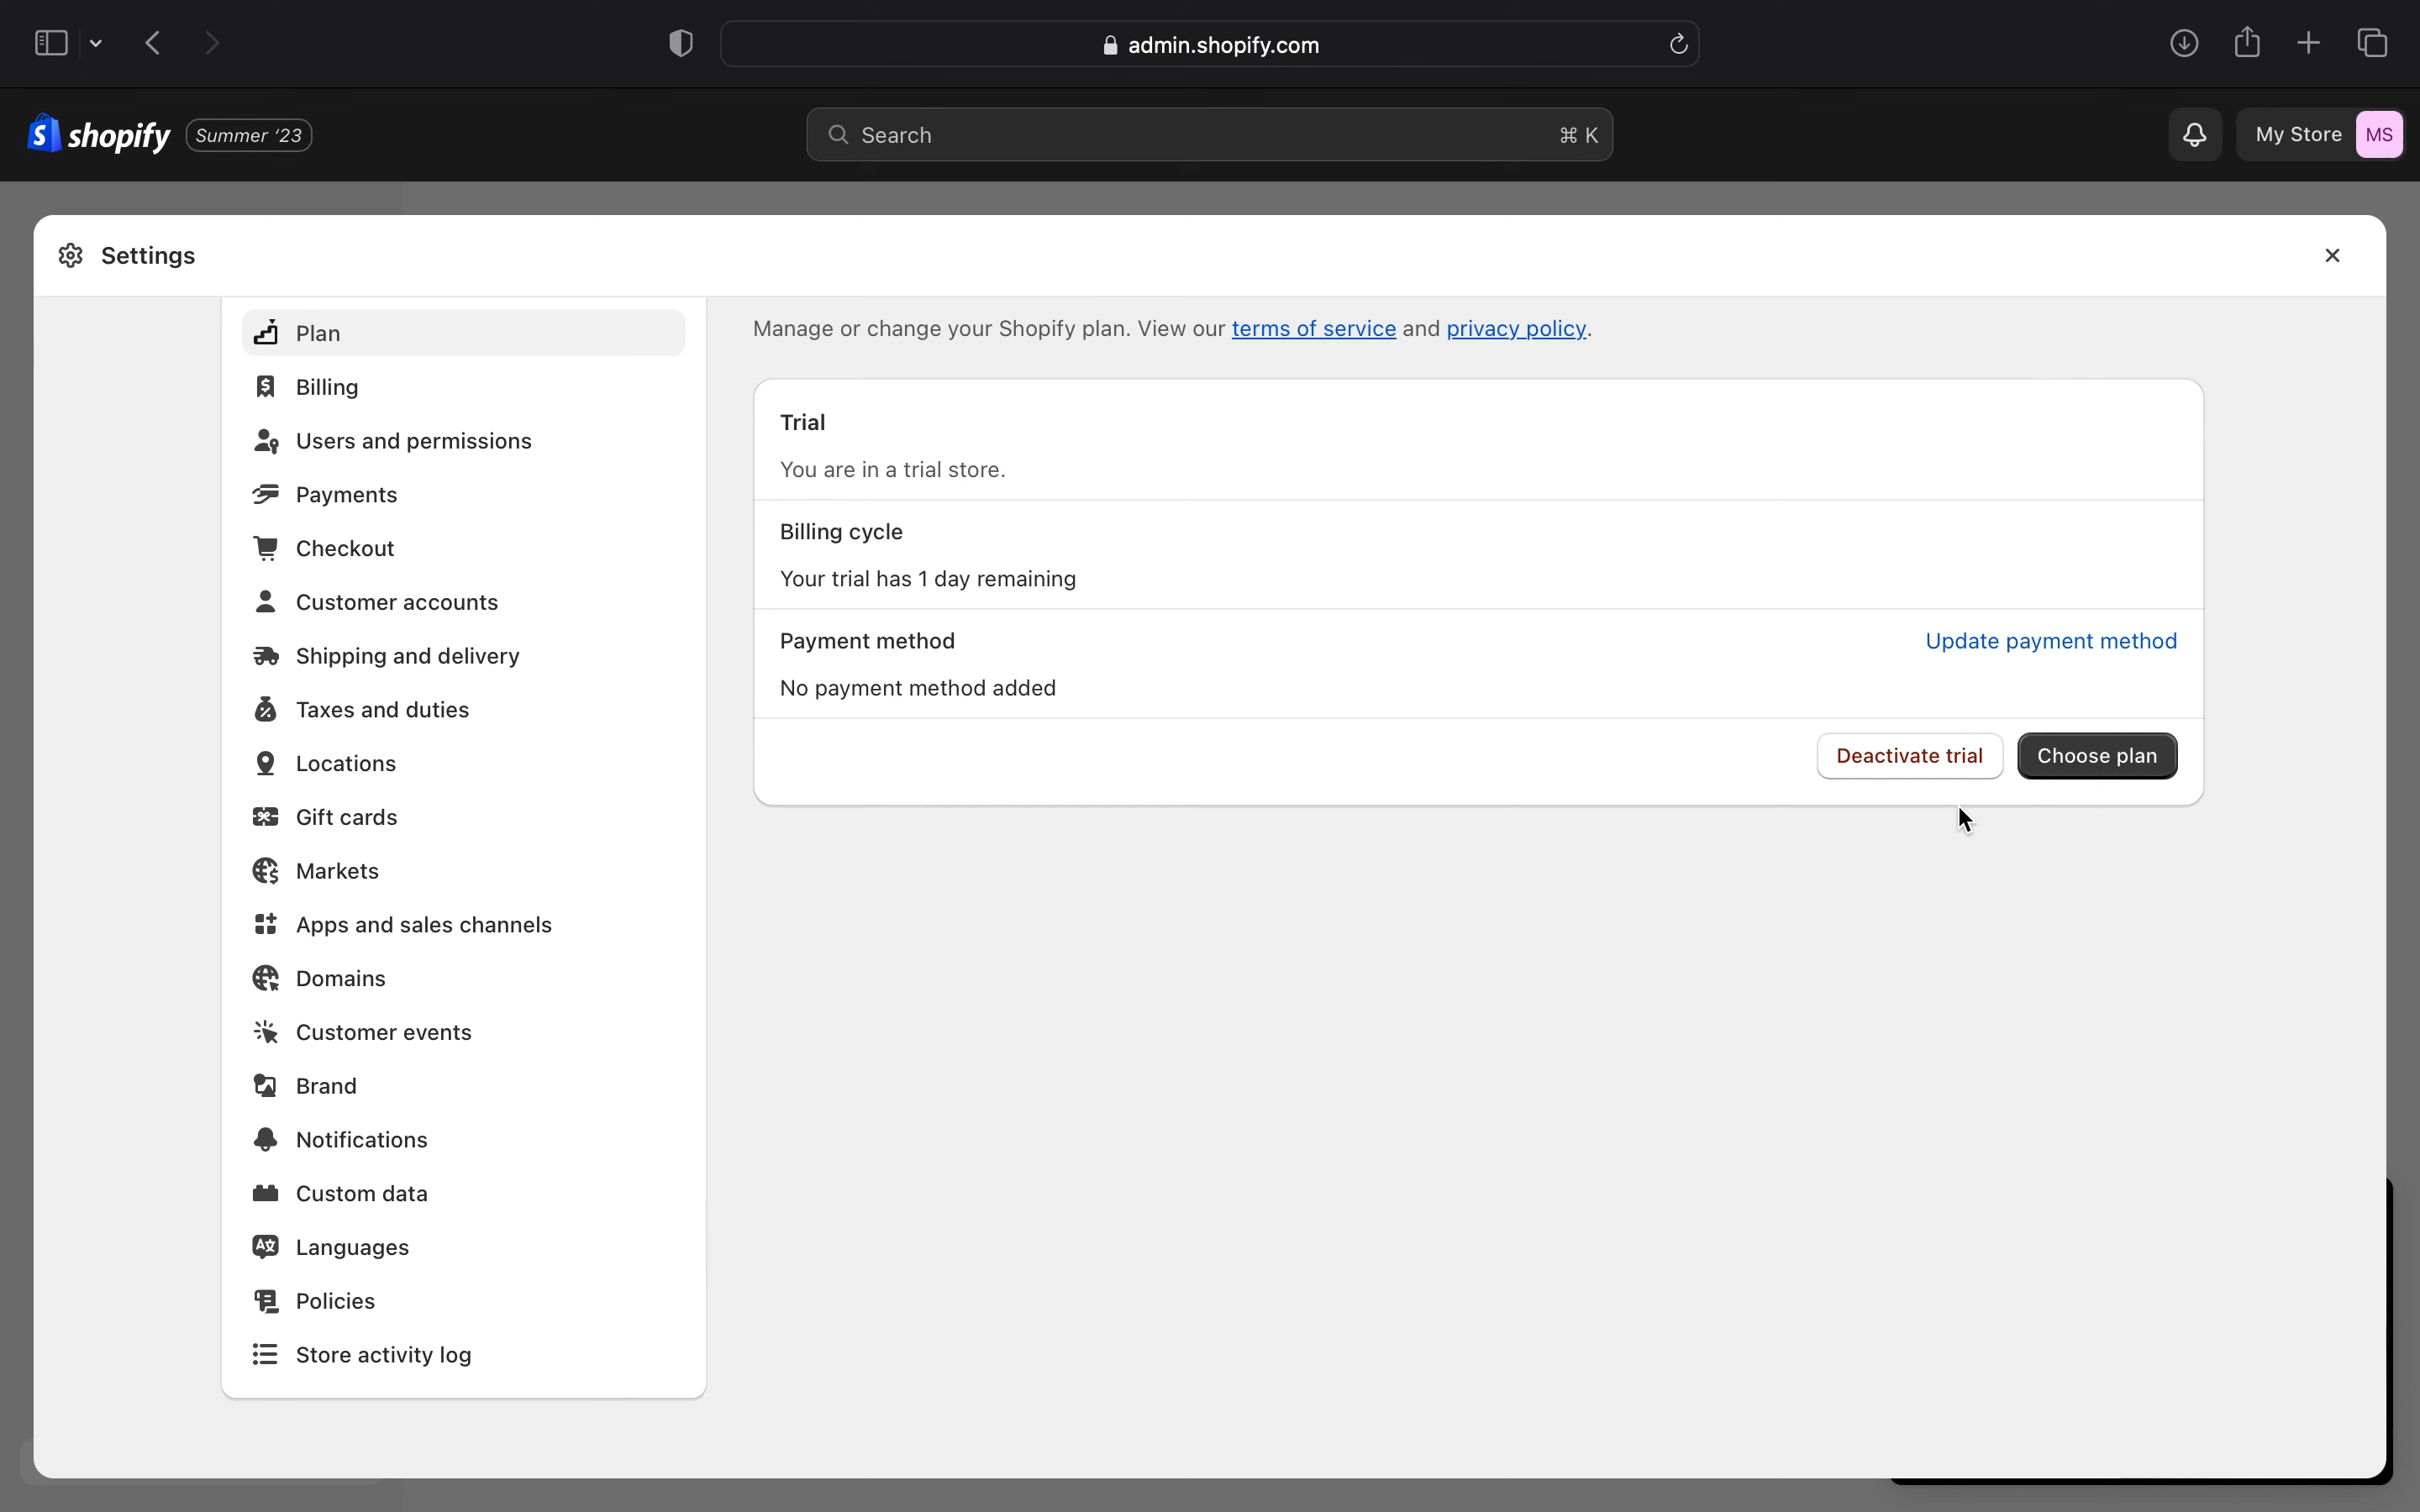 admin.shopify.com
shopify Summer '23
Search ⌘ K
My Store MS
Settings
Plan
Billing
Users and permissions
Payments
Checkout
Customer accounts
Shipping and delivery
Taxes and duties
Locations
Gift cards
Markets
Apps and sales channels
Domains
Customer events
Brand
Notifications
Custom data
Languages
Policies
Store activity log
Manage or change your Shopify plan. View our terms of service and privacy policy.
Trial
You are in a trial store.
Billing cycle
Your trial has 1 day remaining
Payment method Update payment method
No payment method added
Deactivate trial Choose plan